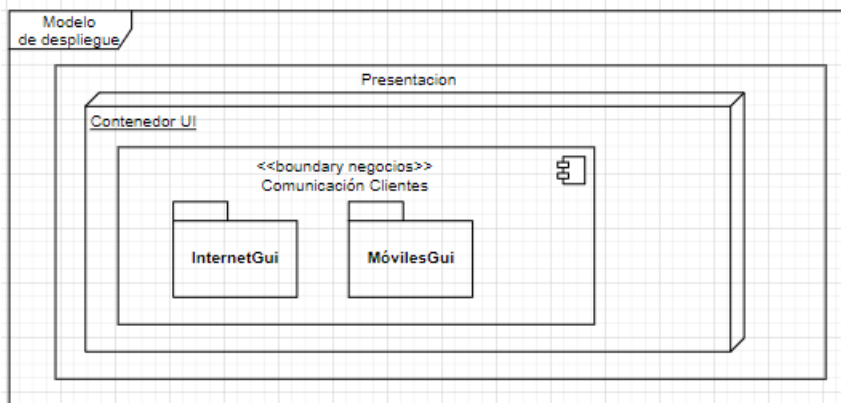 Modelo
de despliegue
Presentacion
Contenedor UI
<<boundary negocios>>
Comunicación Clientes
InternetGui
MóvilesGui